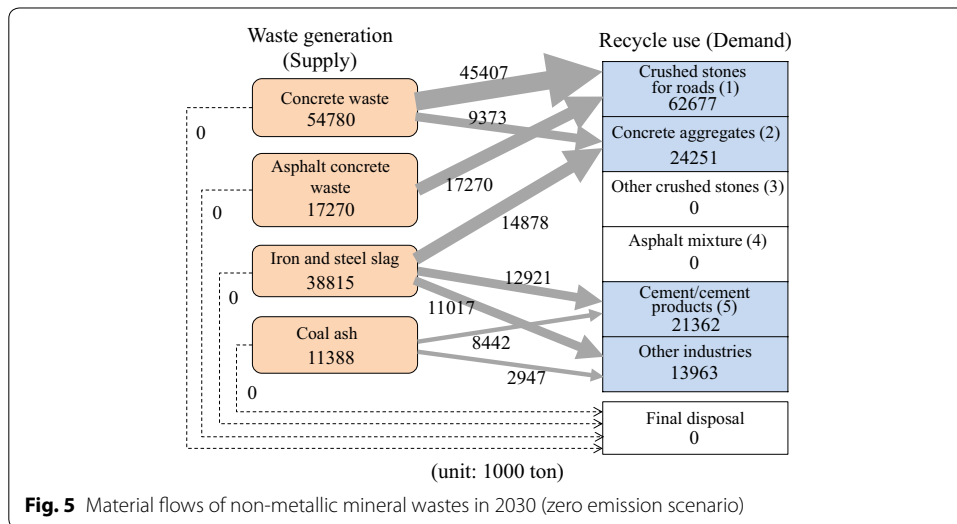 Waste generation
(Supply)
Recycle use (Demand)
Concrete waste
54780
Asphalt concrete
waste
17270
Iron and steel slag
38815
Coal ash
11388
0
0
0
0
45407
9373
17270
14878
12921
11017
8442
2947
Crushed stones
for roads (1)
62677
Concrete aggregates (2)
24251
Other crushed stones (3)
0
Asphalt mixture (4)
0
Cement/cement
products (5)
21362
Other industries
13963
Final disposal
0
(unit: 1000 ton)
Fig. 5 Material flows of non-metallic mineral wastes in 2030 (zero emission scenario)